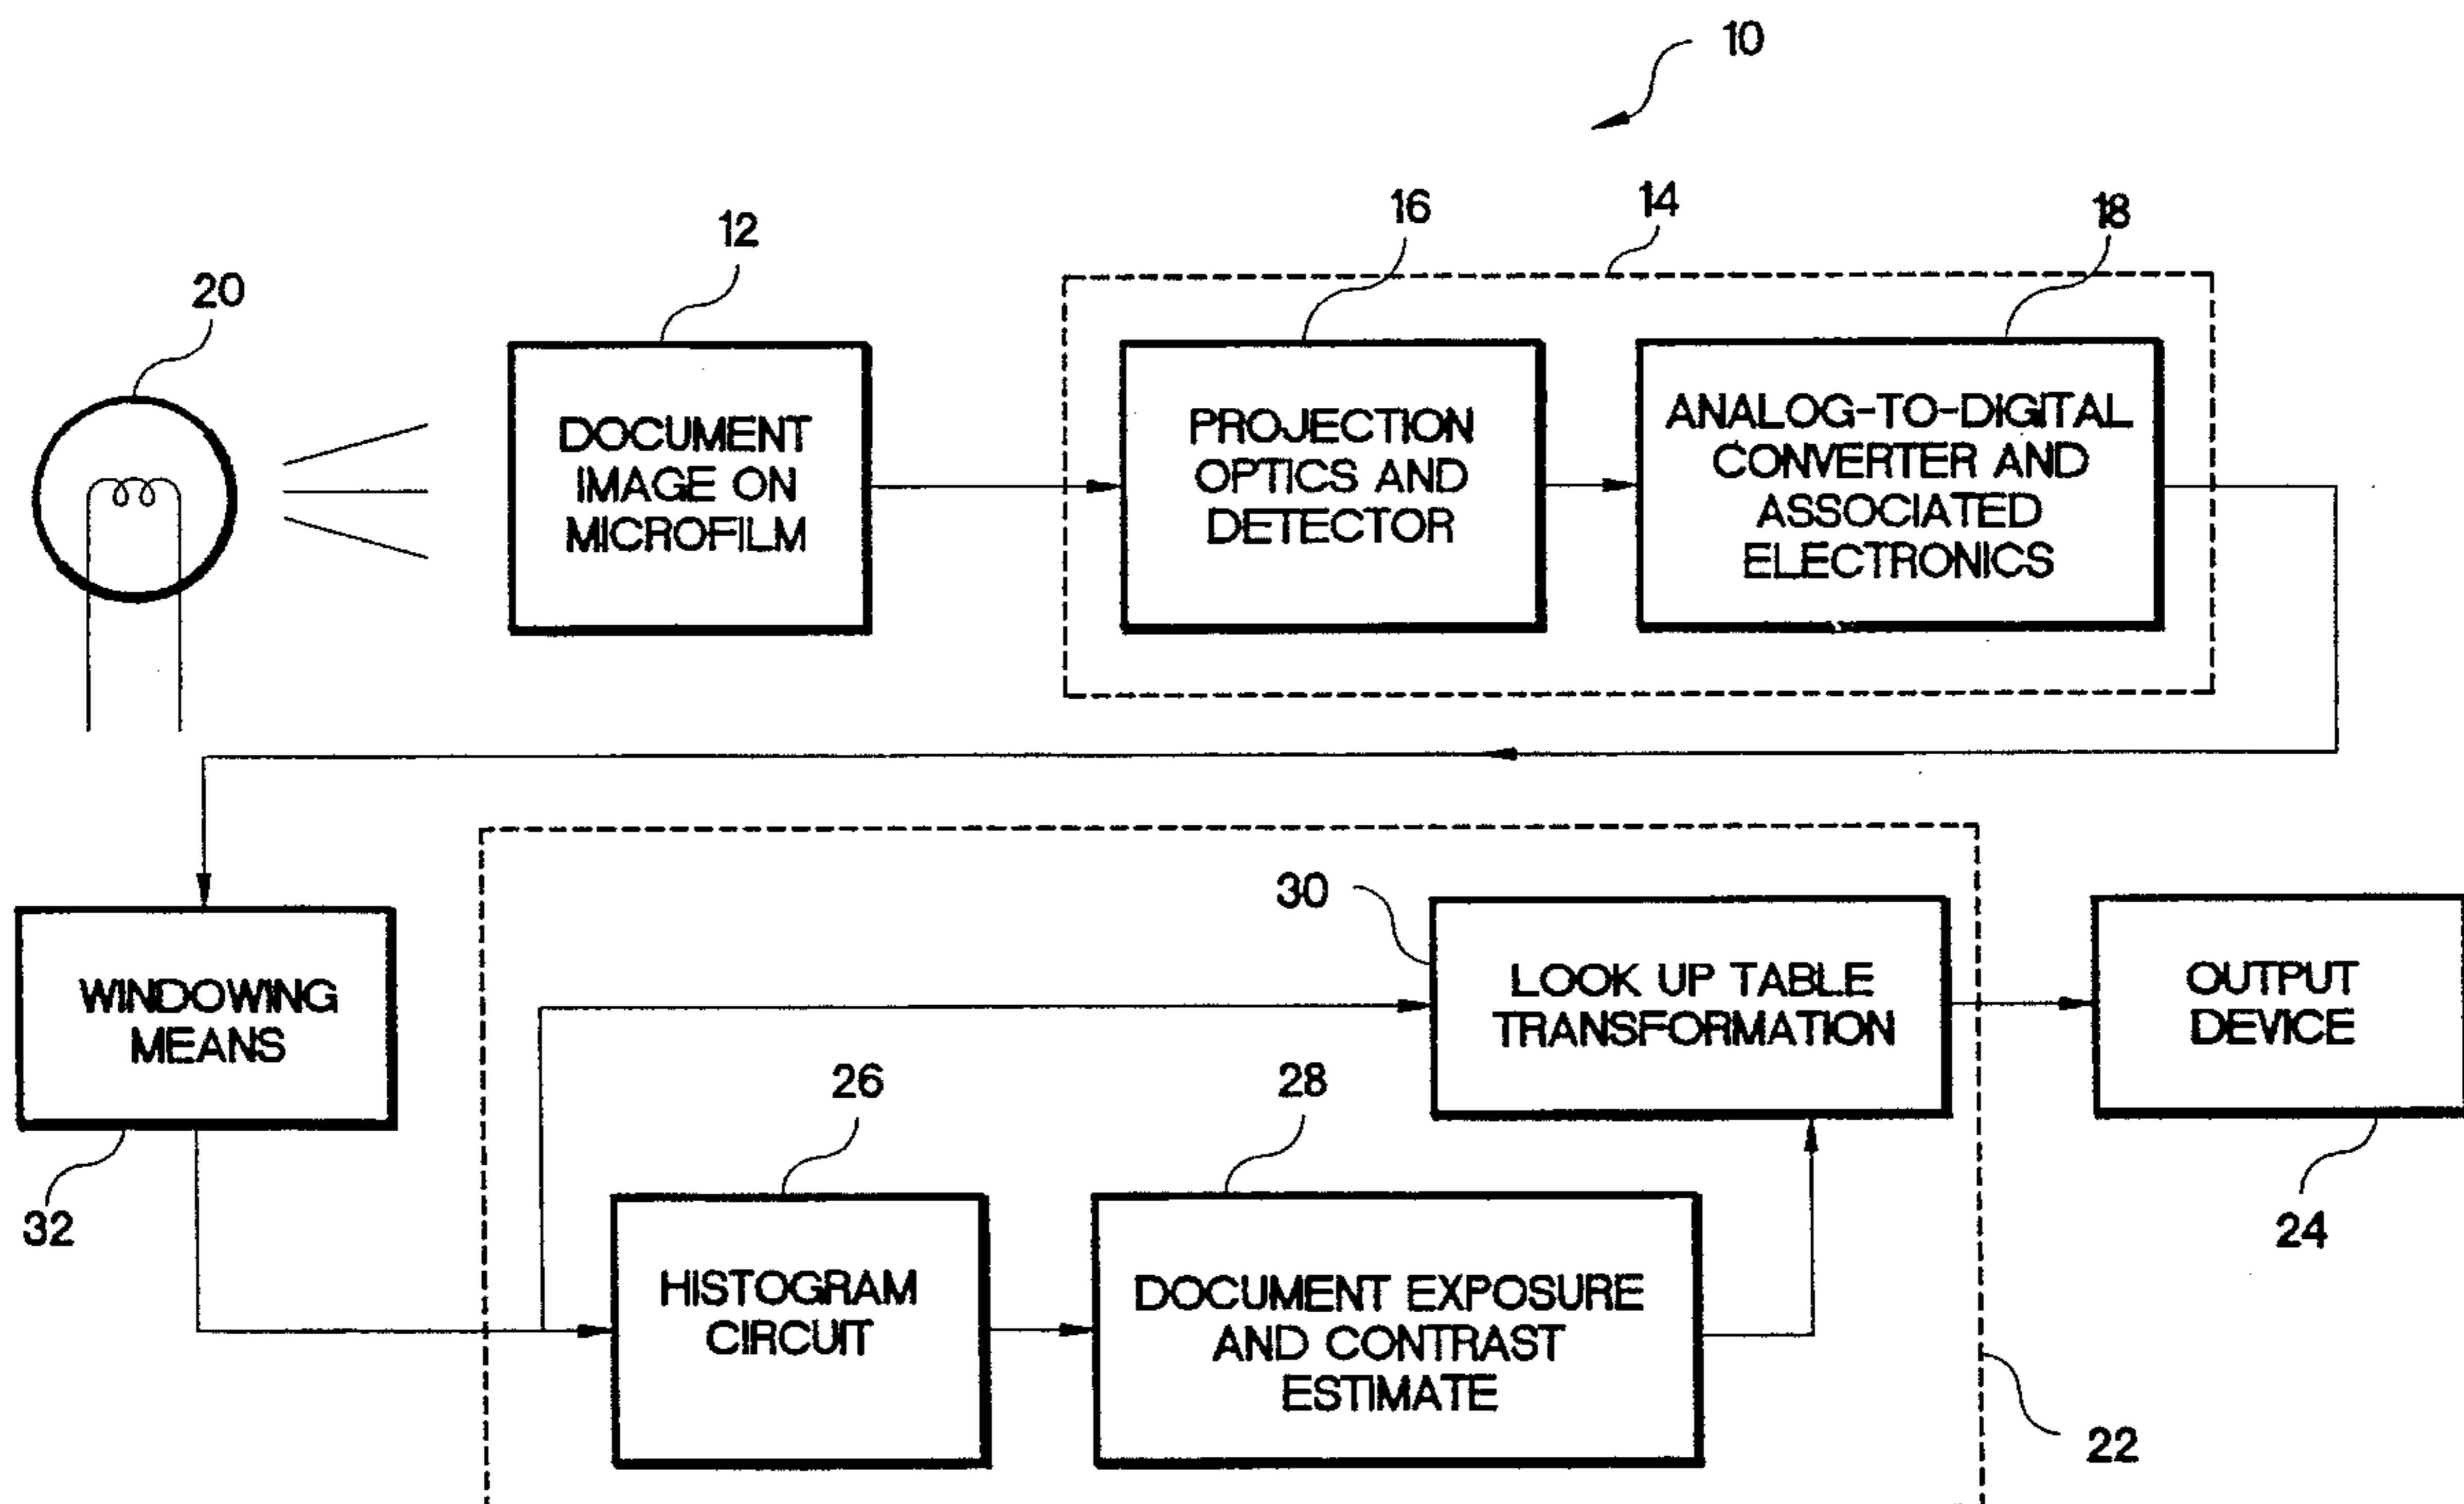 10
14
16
18
12
20
DOCUMENT
IMAGE ON
MICROFILM
PROJECTION
OPTICS AND
DETECTOR
ANALOG-TO-DIGITAL
CONVERTER AND
ASSOCIATED
ELECTRONICS
WINDOWING
MEANS
32
30
LOOK UP TABLE
TRANSFORMATION
OUTPUT
DEVICE
24
26
28
HISTOGRAM
CIRCUIT
DOCUMENT EXPOSURE
AND CONTRAST
ESTIMATE
22